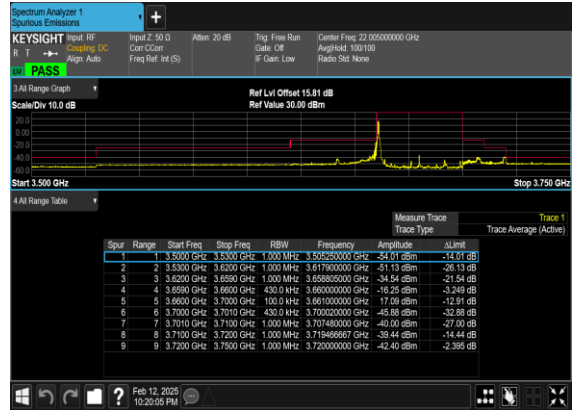 Spectrum Analyzer 1
Spurious Emissions
KEYSIGHT Input: RF Input Z: 50 Ω Atten: 20 dB Trig: Free Run Center Freq: 22.005000000 GHz
R T Coupling: DC Corr CCorr Gate: Off Avg|Hold: 100/100
Align: Auto Freq Ref: Int (S) IF Gain: Low Radio Std: None
PASS
3 All Range Graph
Ref Lvl Offset 15.81 dB
Scale/Div 10.0 dB Ref Value 30.00 dBm
20.0
0.00
-20.0
-40.0
-60.0
Start 3.500 GHz Stop 3.750 GHz
4 All Range Table
Measure Trace Trace 1
Trace Type Trace Average (Active)
Spur Range Start Freq Stop Freq RBW Frequency Amplitude ΔLimit
1 1 3.5000 GHz 3.5300 GHz 1.000 MHz 3.505250000 GHz -54.01 dBm -14.01 dB
2 2 3.5300 GHz 3.6200 GHz 1.000 MHz 3.617900000 GHz -51.13 dBm -26.13 dB
3 3 3.6200 GHz 3.6590 GHz 1.000 MHz 3.658805000 GHz -34.54 dBm -21.54 dB
4 4 3.6590 GHz 3.6600 GHz 430.0 kHz 3.660000000 GHz -16.25 dBm -3.249 dB
5 5 3.6600 GHz 3.7000 GHz 100.0 kHz 3.661000000 GHz 17.09 dBm -12.91 dB
6 6 3.7000 GHz 3.7010 GHz 430.0 kHz 3.700020000 GHz -45.88 dBm -32.88 dB
7 7 3.7010 GHz 3.7100 GHz 1.000 MHz 3.707480000 GHz -40.00 dBm -27.00 dB
8 8 3.7100 GHz 3.7200 GHz 1.000 MHz 3.719466667 GHz -39.44 dBm -14.44 dB
9 9 3.7200 GHz 3.7500 GHz 1.000 MHz 3.720000000 GHz -42.40 dBm -2.395 dB
Feb 12, 2025
10:20:05 PM